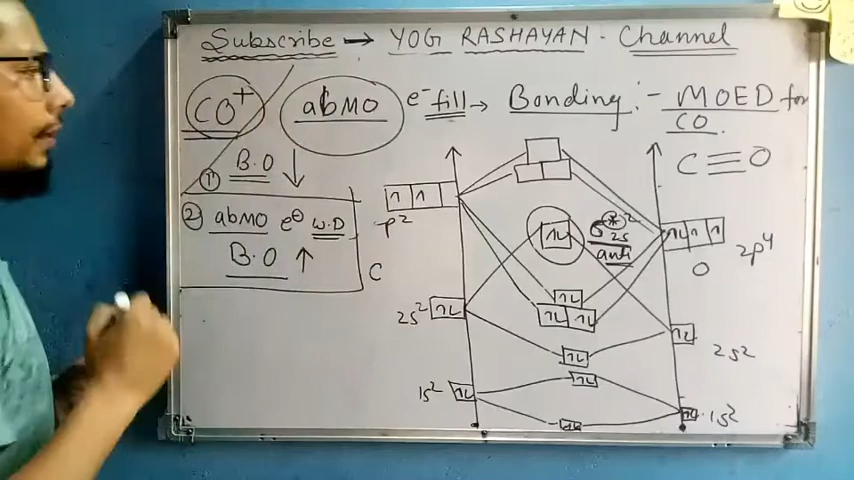 Subscribe → YOG RASHAYAN - Channel
CO⁺ abMO e⁻ fill → Bonding :- MOED for CO.
① B.O ↓
② abMO e⊖ W.D
B.O ↑
C≡O
p²
σ*2s²
anti
2p⁴
C
O
2s²
2s²
1s²
1s²